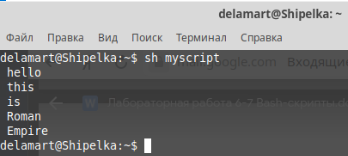 delamart@Shipelka: ~
Файл Правка Вид Поиск Терминал Справка
delamart@Shipelka:~$ sh myscript
hello
this
is
Roman
Empire
delamart@Shipelka:~$